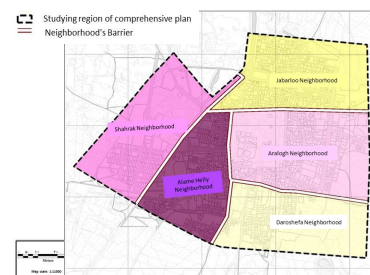 Studying region of comprehensive plan
Neighborhood's Barrier
Jabarloo Neighborhood
Shahrak Neighborhood
Aralogh Neighborhood
Alame Helly
Neighborhood
Daroshefa Neighborhood
Meters